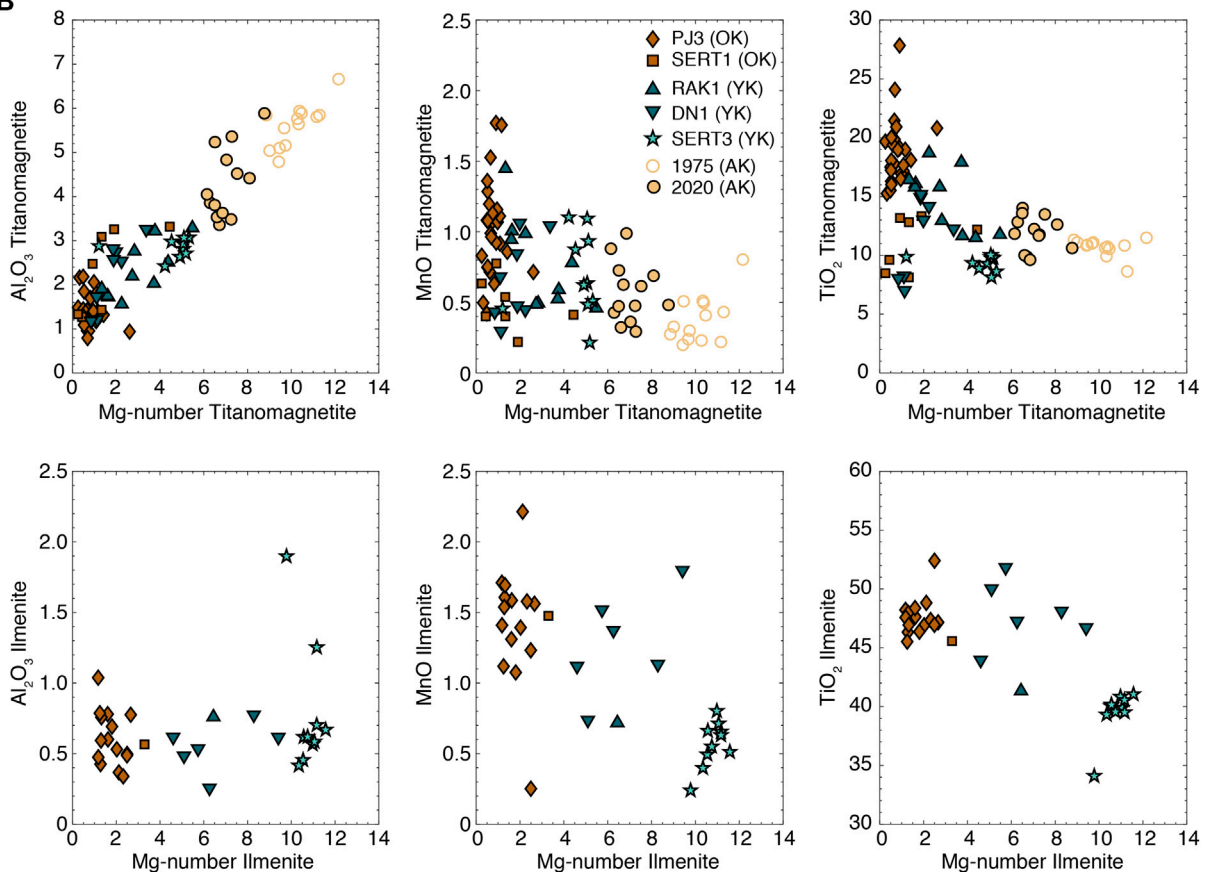 B
8
7
6
5
4
3
2
1
0
Al2O3 Titanomagnetite
0 2 4 6 8 10 12 14
Mg-number Titanomagnetite
2.5
2.0
1.5
1.0
0.5
0
MnO Titanomagnetite
0 2 4 6 8 10 12 14
Mg-number Titanomagnetite
PJ3 (OK)
SERT1 (OK)
RAK1 (YK)
DN1 (YK)
SERT3 (YK)
1975 (AK)
2020 (AK)
30
25
20
15
10
5
0
TiO2 Titanomagnetite
0 2 4 6 8 10 12 14
Mg-number Titanomagnetite
2.5
2.0
1.5
1.0
0.5
0
Al2O3 Ilmenite
0 2 4 6 8 10 12 14
Mg-number Ilmenite
2.5
2.0
1.5
1.0
0.5
0
MnO Ilmenite
0 2 4 6 8 10 12 14
Mg-number Ilmenite
60
55
50
45
40
35
30
TiO2 Ilmenite
0 2 4 6 8 10 12 14
Mg-number Ilmenite